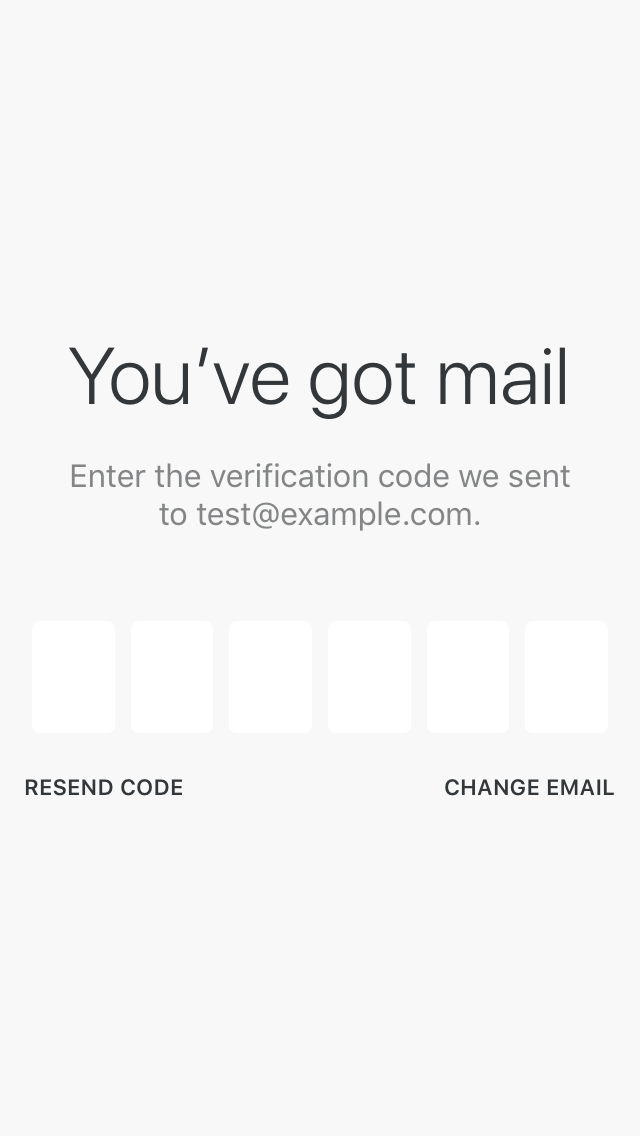 You’ve got mail
Enter the verification code we sent
to test@example.com.
RESEND CODE
CHANGE EMAIL